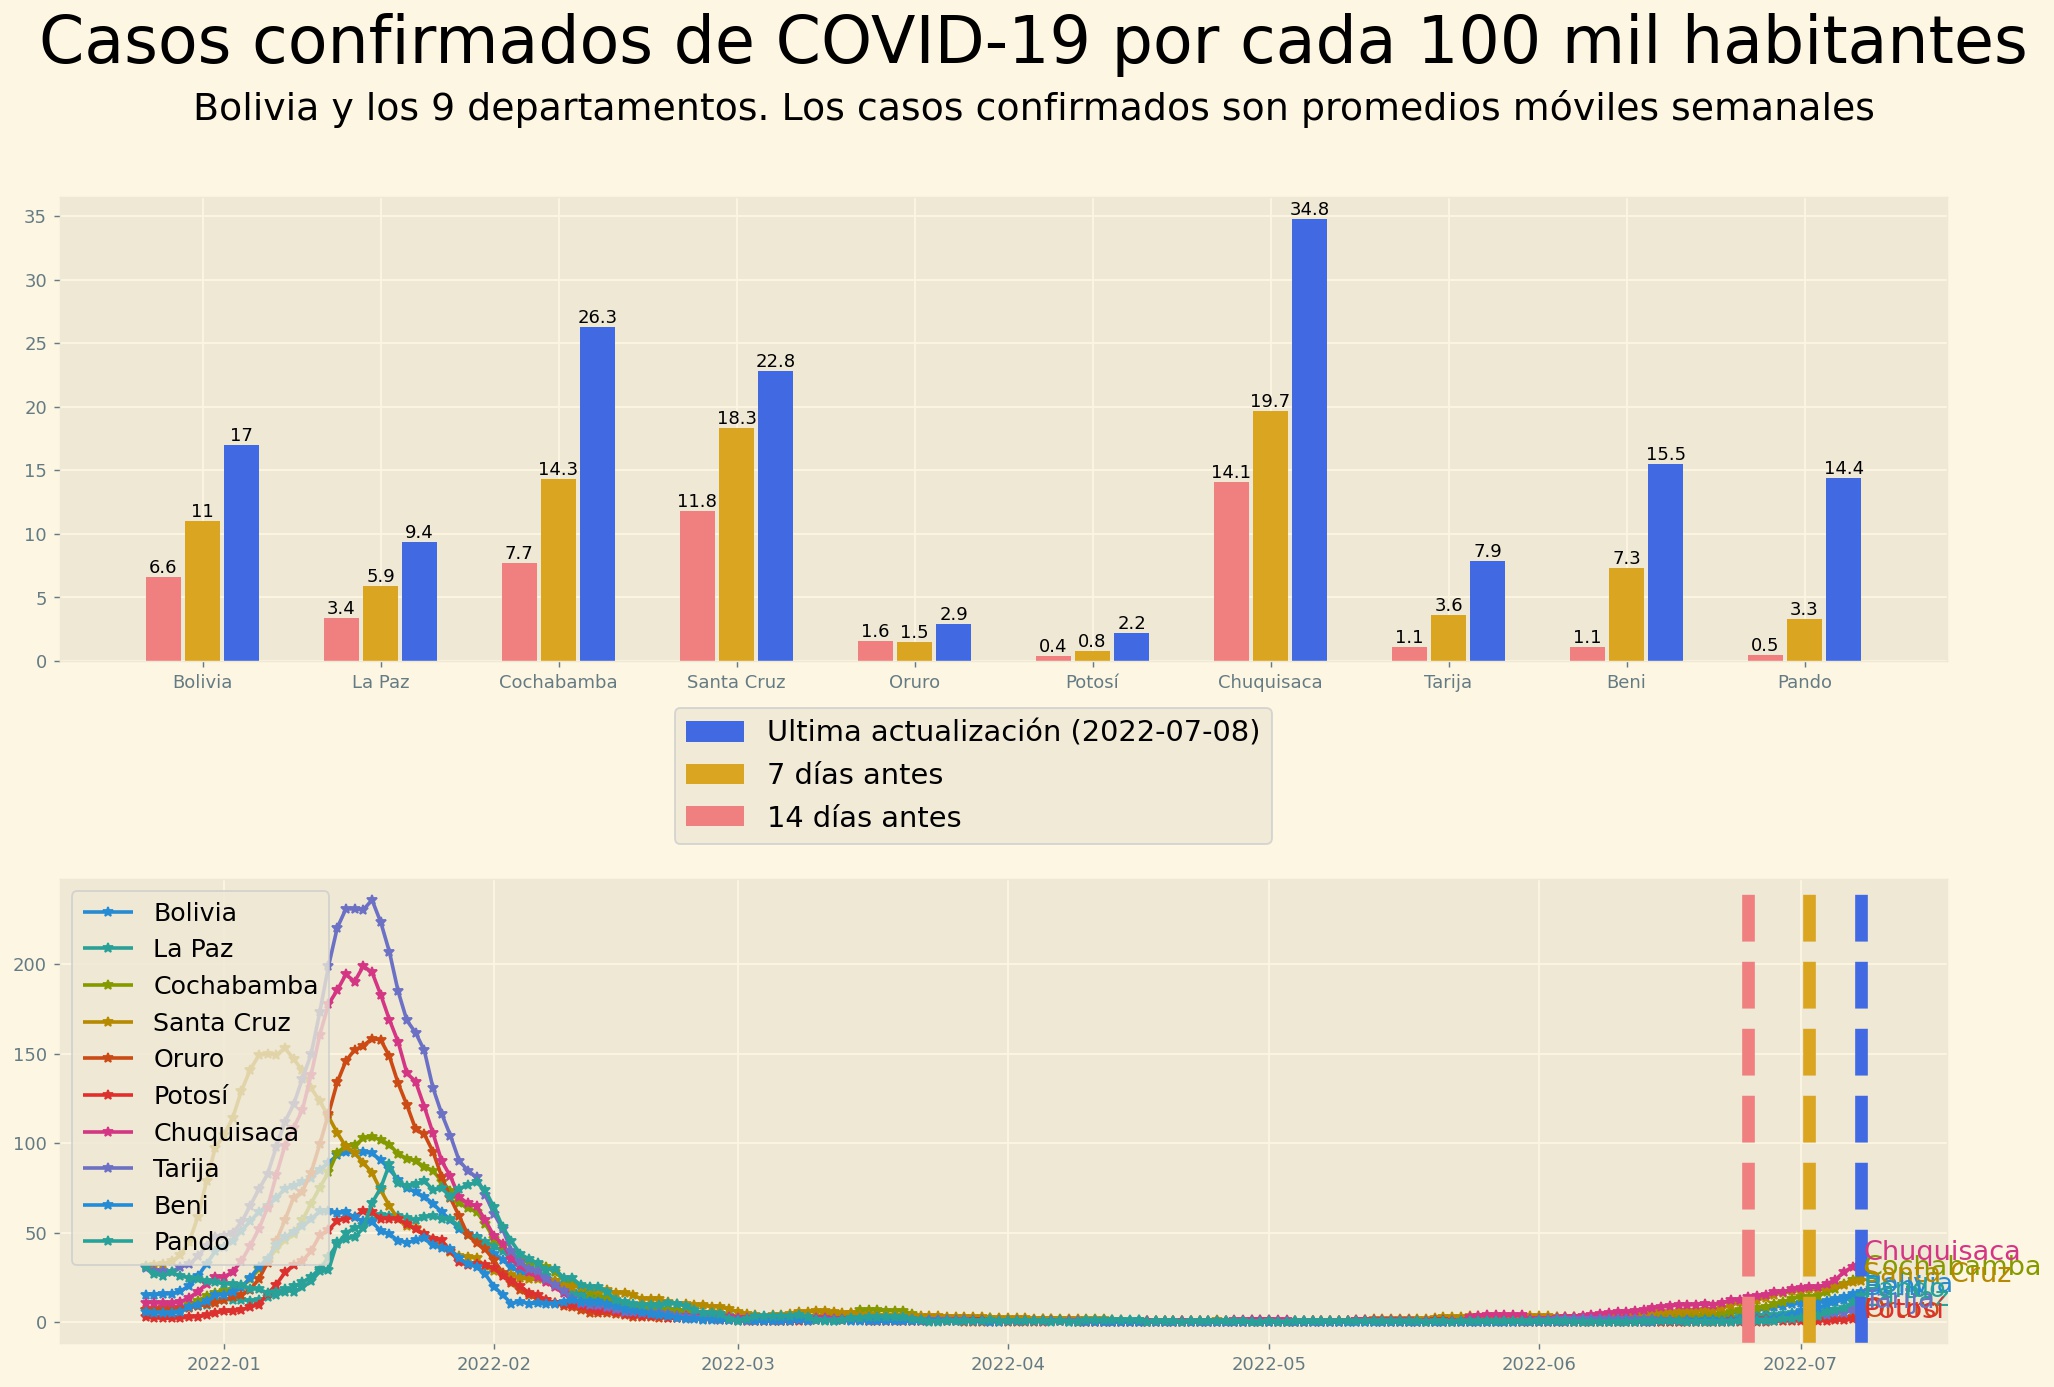 Casos confirmados de COVID-19 por cada 100 mil habitantes
Bolivia y los 9 departamentos. Los casos confirmados son promedios móviles semanales
35
30
25
20
15
10
5
0
6.6 11 17
3.4 5.9 9.4
7.7 14.3 26.3
11.8 18.3 22.8
1.6 1.5 2.9
0.4 0.8 2.2
14.1 19.7 34.8
1.1 3.6 7.9
1.1 7.3 15.5
0.5 3.3 14.4
Bolivia La Paz Cochabamba Santa Cruz Oruro Potosí Chuquisaca Tarija Beni Pando
Ultima actualización (2022-07-08)
7 días antes
14 días antes
200
150
100
50
0
Bolivia
La Paz
Cochabamba
Santa Cruz
Oruro
Potosí
Chuquisaca
Tarija
Beni
Pando
Chuquisaca
Cochabamba
Santa Cruz
Potosí
2022-01 2022-02 2022-03 2022-04 2022-05 2022-06 2022-07